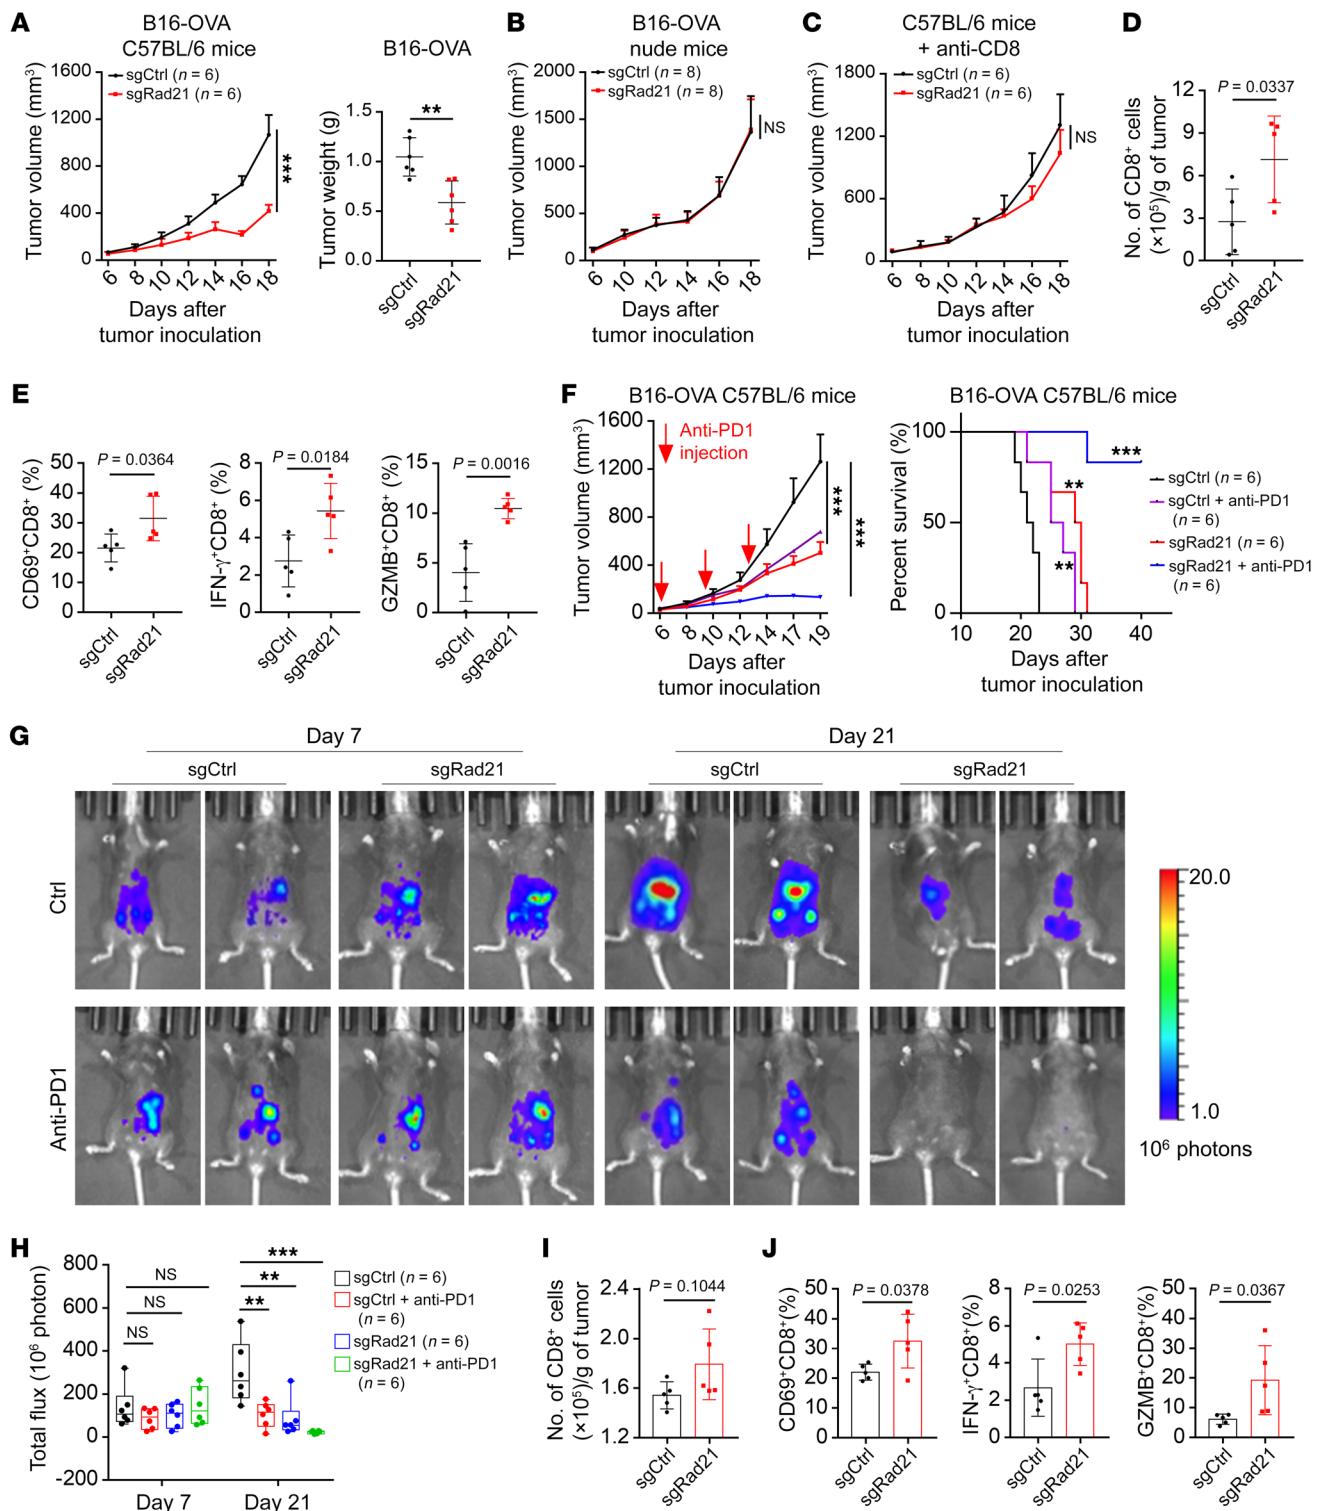 A
B16-OVA
C57BL/6 mice
Tumor volume (mm³)
1600
1200
800
400
0
sgCtrl (n = 6)
sgRad21 (n = 6)
***
6 8 10 12 14 16 18
Days after
tumor inoculation
B16-OVA
Tumor weight (g)
1.5
1.0
0.5
0.0
**
sgCtrl
sgRad21
B
B16-OVA
nude mice
Tumor volume (mm³)
2000
1500
1000
500
0
sgCtrl (n = 8)
sgRad21 (n = 8)
NS
6 8 10 12 14 16 18
Days after
tumor inoculation
C
C57BL/6 mice
+ anti-CD8
Tumor volume (mm³)
1800
1200
600
0
sgCtrl (n = 6)
sgRad21 (n = 6)
NS
6 8 10 12 14 16 18
Days after
tumor inoculation
D
No. of CD8⁺ cells
(×10⁵)/g of tumor
12
9
6
3
0
P = 0.0337
sgCtrl
sgRad21
E
CD69⁺CD8⁺ (%)
50
40
30
20
10
0
P = 0.0364
sgCtrl
sgRad21
IFN-γ⁺CD8⁺ (%)
8
6
4
2
0
P = 0.0184
sgCtrl
sgRad21
GZMB⁺CD8⁺ (%)
15
10
5
0
P = 0.0016
sgCtrl
sgRad21
F
B16-OVA C57BL/6 mice
Tumor volume (mm³)
1600
1200
800
400
0
Anti-PD1
injection
***
***
6 8 10 12 14 17 19
Days after
tumor inoculation
B16-OVA C57BL/6 mice
Percent survival (%)
100
50
0
***
**
**
10 20 30 40
Days after
tumor inoculation
sgCtrl (n = 6)
sgCtrl + anti-PD1
(n = 6)
sgRad21 (n = 6)
sgRad21 + anti-PD1
(n = 6)
G
Day 7
Day 21
sgCtrl
sgRad21
sgCtrl
sgRad21
Ctrl
Anti-PD1
20.0
1.0
10⁶ photons
H
Total flux (10⁶ photon)
800
600
400
200
0
-200
NS
NS
NS
***
**
**
Day 7
Day 21
sgCtrl (n = 6)
sgCtrl + anti-PD1
(n = 6)
sgRad21 (n = 6)
sgRad21 + anti-PD1
(n = 6)
I
No. of CD8⁺ cells
(×10⁵)/g of tumor
2.4
2.0
1.6
1.2
P = 0.1044
sgCtrl
sgRad21
J
CD69⁺CD8⁺(%)
50
40
30
20
10
0
P = 0.0378
sgCtrl
sgRad21
IFN-γ⁺CD8⁺(%)
8
6
4
2
0
P = 0.0253
sgCtrl
sgRad21
GZMB⁺CD8⁺(%)
50
40
30
20
10
0
P = 0.0367
sgCtrl
sgRad21